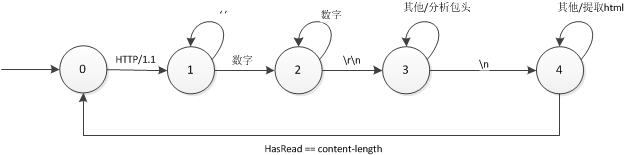 ' '
数字
其他/分析包头
其他/提取html
0
HTTP/1.1
1
数字
2
\r\n
3
\n
4
HasRead == content-length